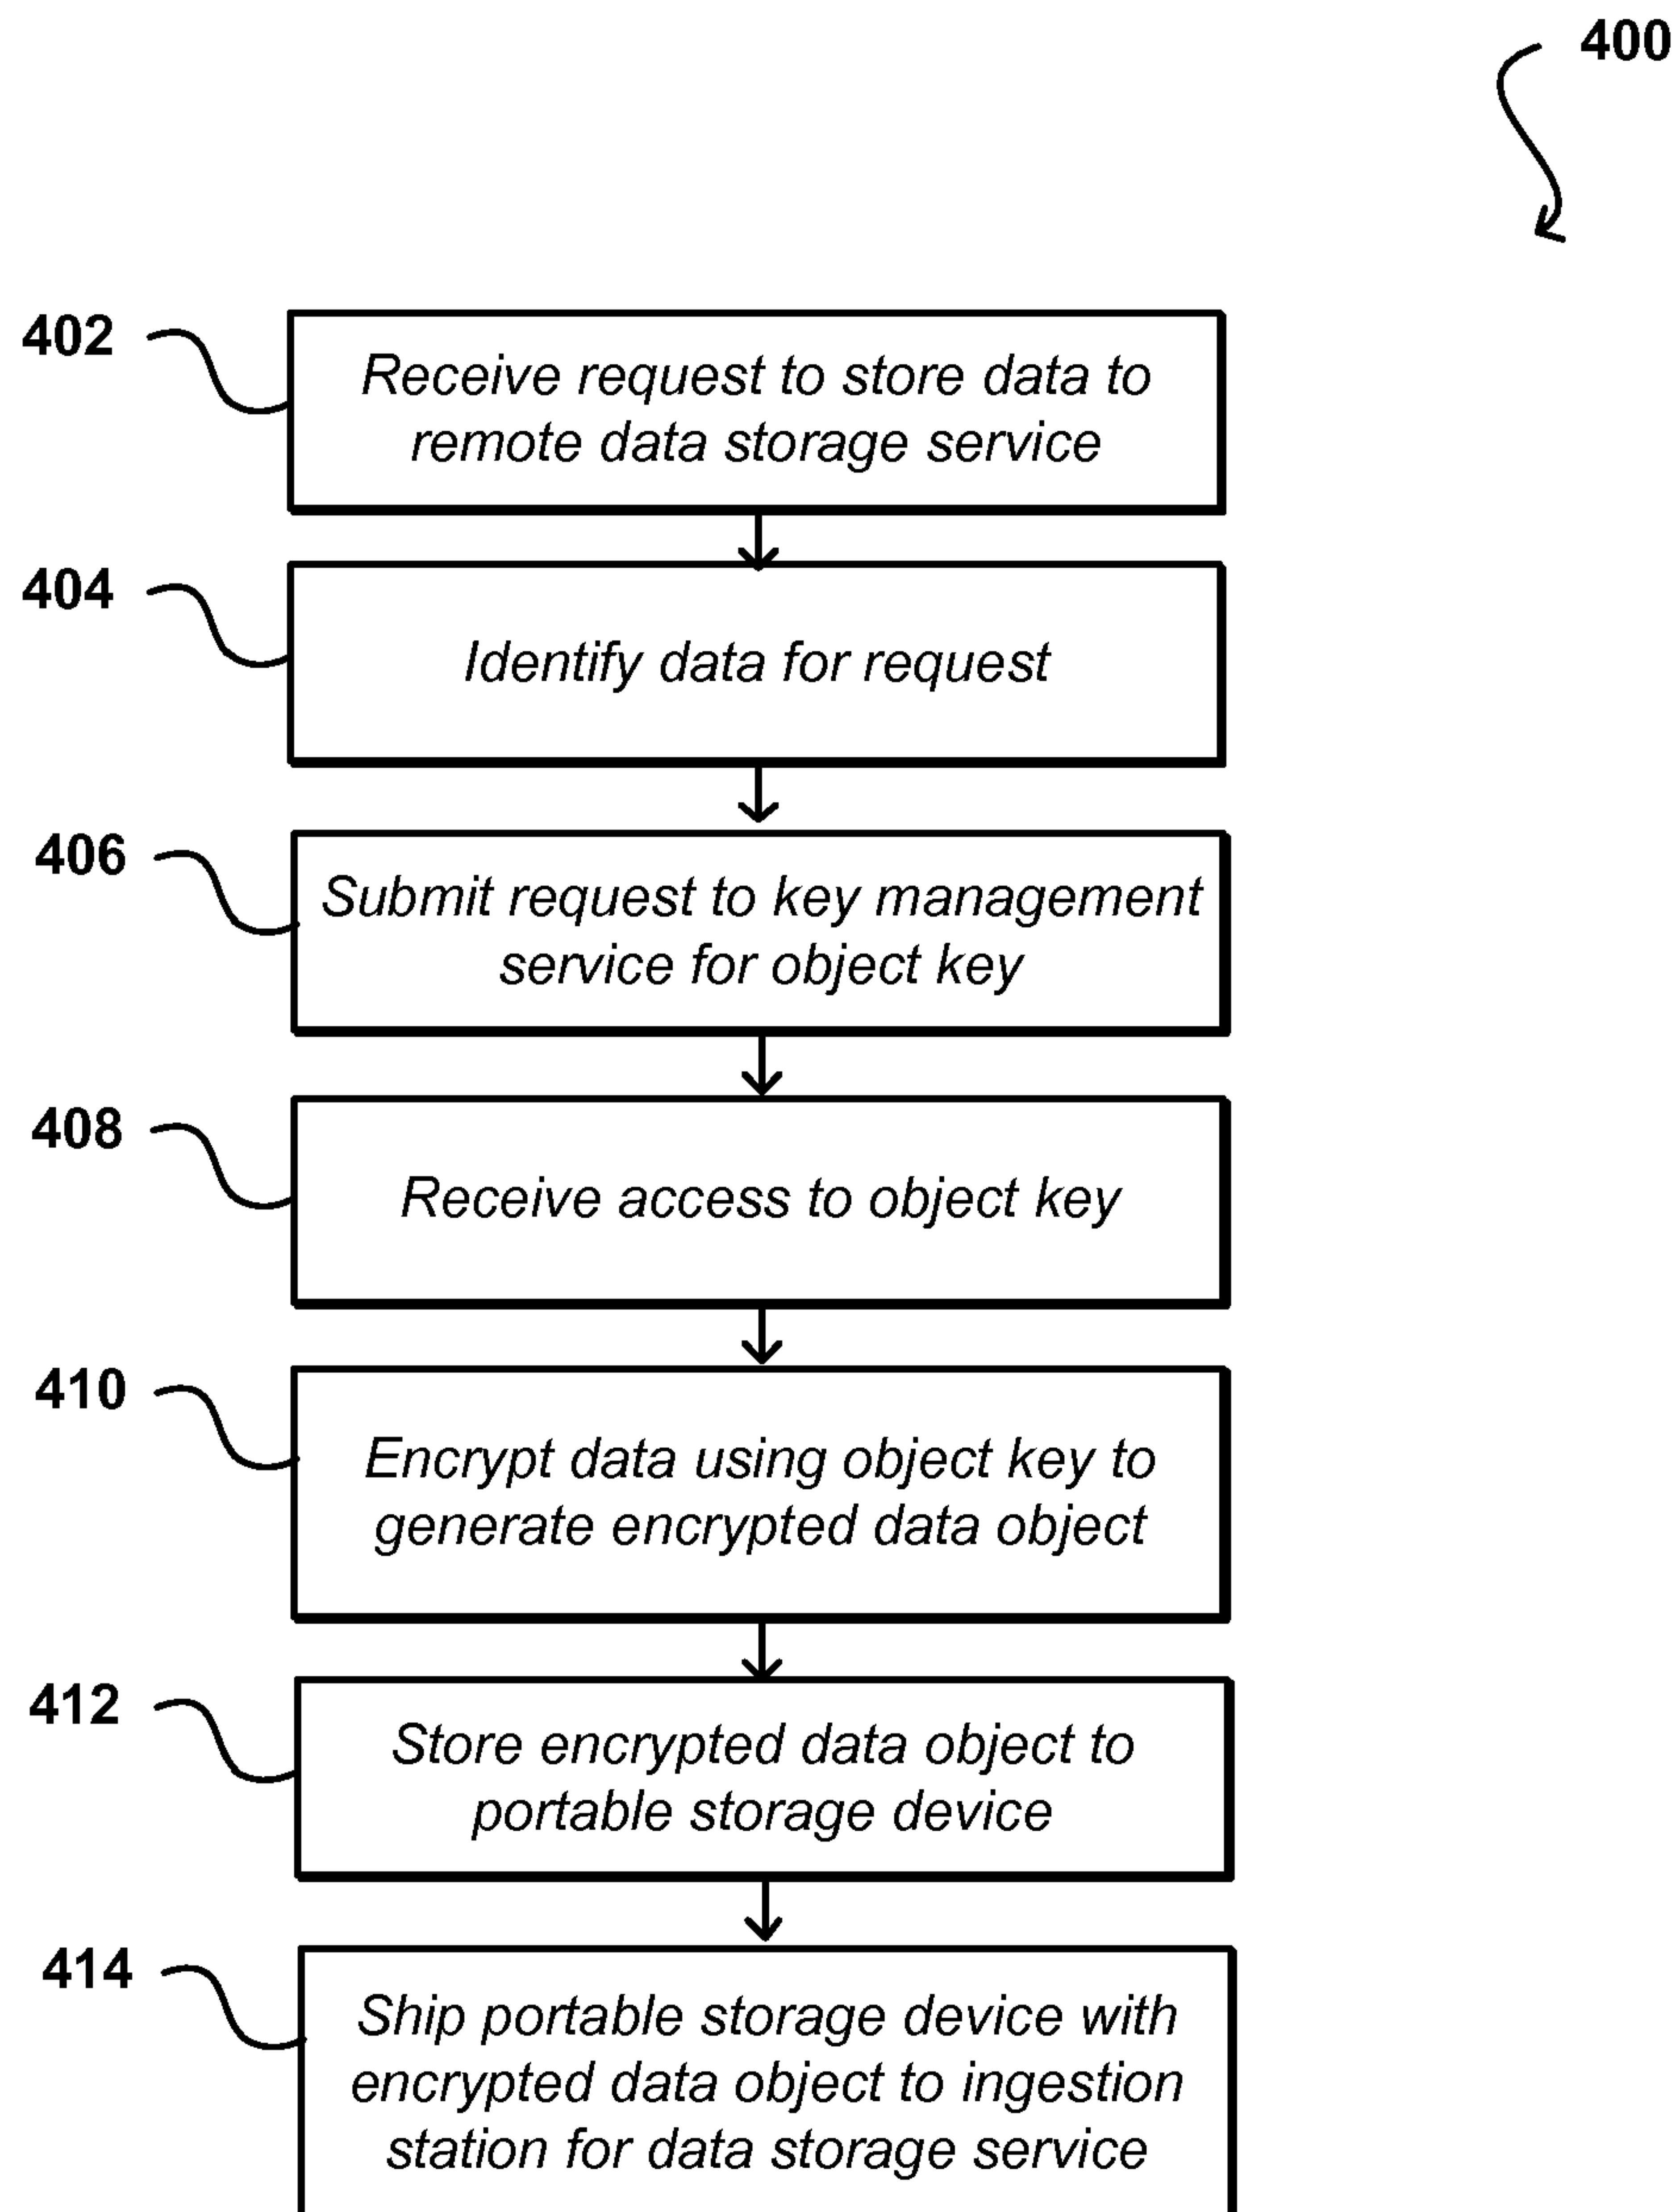 400
402
Receive request to store data to
remote data storage service
404
Identify data for request
406
Submit request to key management
service for object key
408
Receive access to object key
410
Encrypt data using object key to
generate encrypted data object
412
Store encrypted data object to
portable storage device
414
Ship portable storage device with
encrypted data object to ingestion
station for data storage service